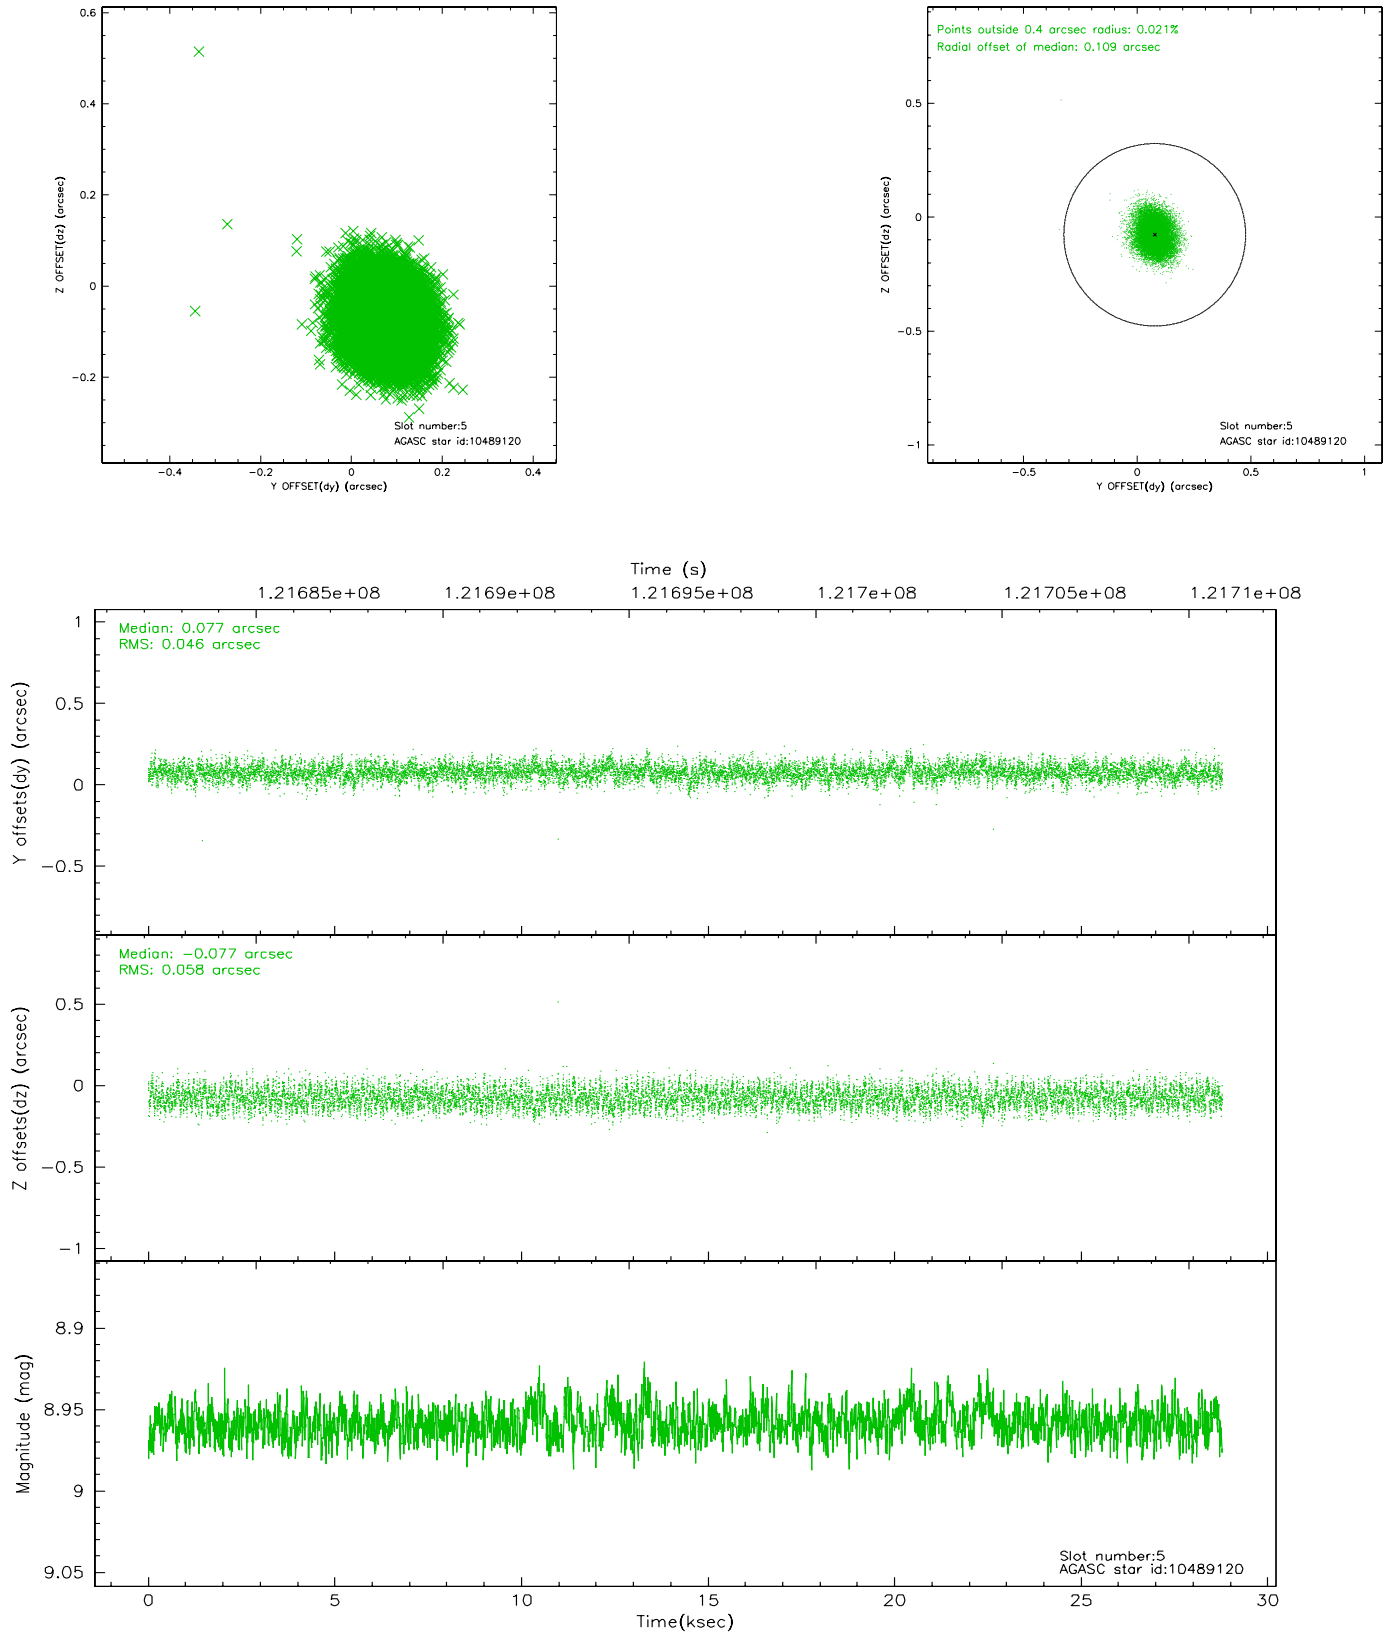 0.6
0.4
0.2
0
−0.2
Z OFFSET(dz) (arcsec)
Slot number:5
AGASC star id:10489120
−0.4
−0.2
0
0.2
0.4
Y OFFSET(dy) (arcsec)
Points outside 0.4 arcsec radius: 0.021%
Radial offset of median: 0.109 arcsec
0.5
0
−0.5
−1
Z OFFSET(dz) (arcsec)
Slot number:5
AGASC star id:10489120
−0.5
0
0.5
1
Y OFFSET(dy) (arcsec)
Time (s)
1.21685e+08
1.2169e+08
1.21695e+08
1.217e+08
1.21705e+08
1.2171e+08
Median: 0.077 arcsec
RMS: 0.046 arcsec
1
0.5
0
−0.5
Y offsets(dy) (arcsec)
Median: −0.077 arcsec
RMS: 0.058 arcsec
0.5
0
−0.5
−1
Z offsets(dz) (arcsec)
8.9
8.95
9
9.05
Magnitude (mag)
Slot number:5
AGASC star id:10489120
0
5
10
15
20
25
30
Time(ksec)